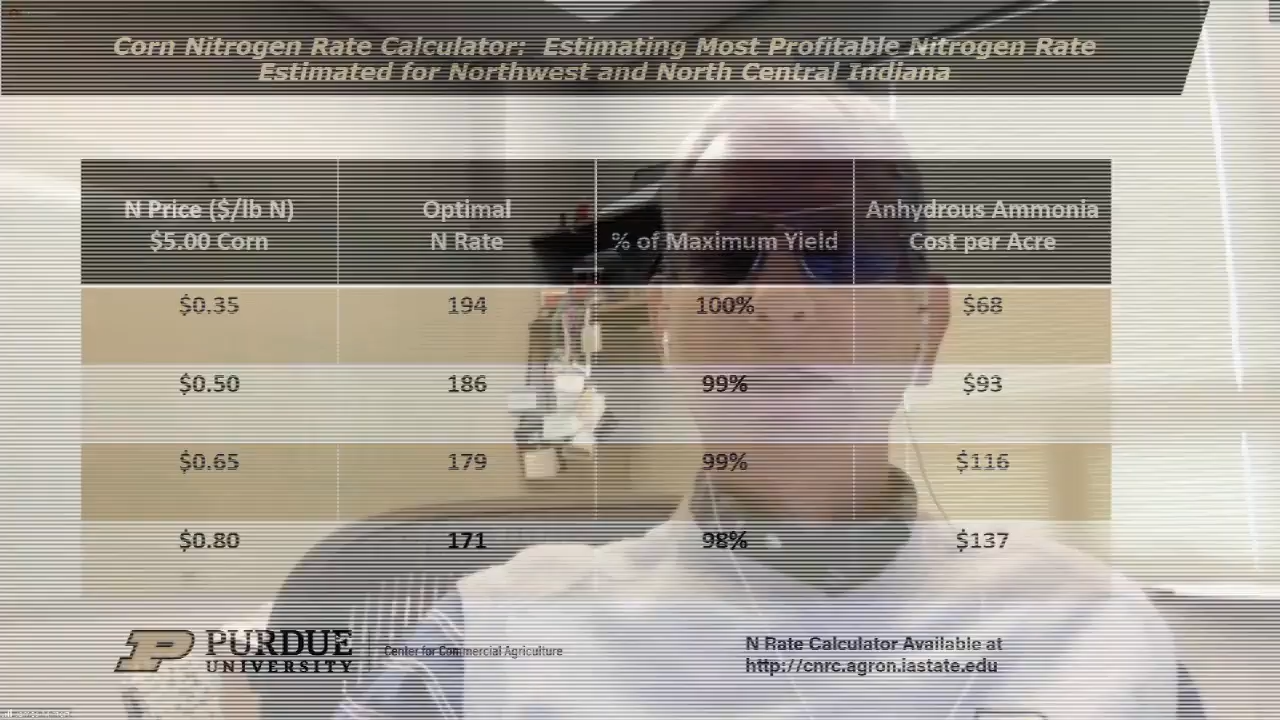 Corn Nitrogen Rate Calculator: Estimating Most Profitable Nitrogen Rate
Estimated for Northwest and North Central Indiana
N Price ($/lb N) Optimal Anhydrous Ammonia
$5.00 Corn N Rate % of Maximum Yield Cost per Acre
$0.35 194 100% $68
$0.50 186 99% $93
$0.65 179 99% $116
$0.80 171 98% $137
PURDUE
UNIVERSITY
Center for Commercial Agriculture
N Rate Calculator Available at
http://cnrc.agron.iastate.edu